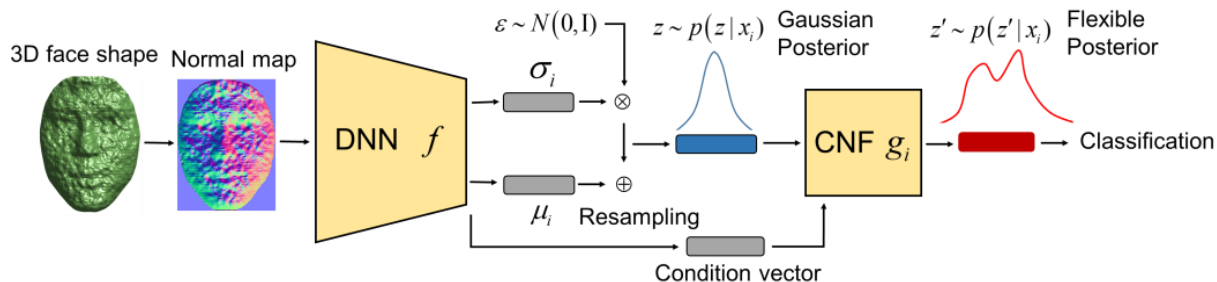 3D face shape
Normal map
DNN f
σᵢ
μᵢ
ε ~ N(0,I)
⊗
⊕
Resampling
z ~ p(z | xᵢ)
Gaussian
Posterior
Condition vector
CNF gᵢ
z′ ~ p(z′ | xᵢ)
Flexible
Posterior
Classification